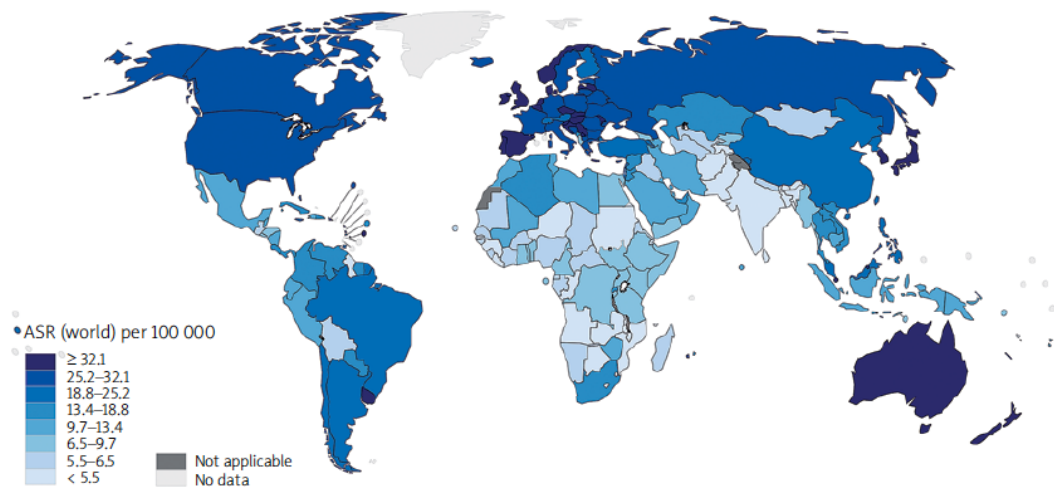 ASR (world) per 100 000
≥ 32.1
25.2–32.1
18.8–25.2
13.4–18.8
9.7–13.4
6.5–9.7
5.5–6.5
< 5.5
Not applicable
No data